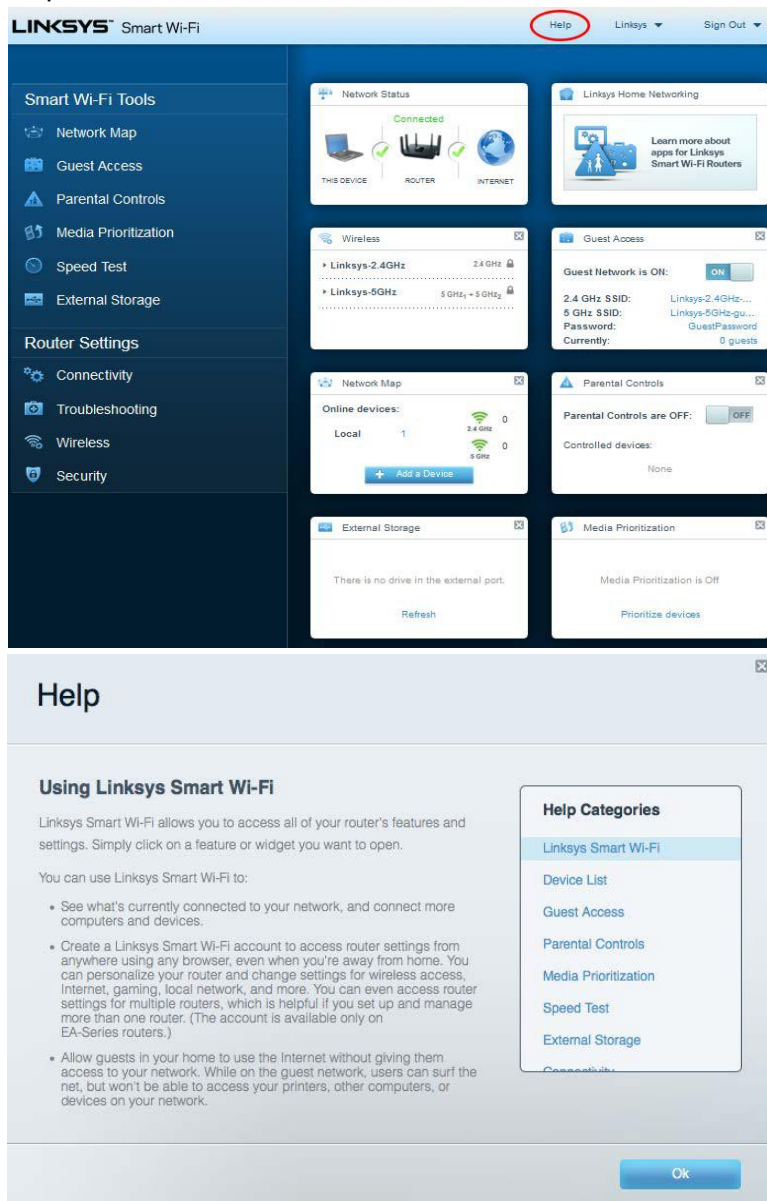 LINKSYS™ Smart Wi-Fi
Help
Linksys
Sign Out
Smart Wi-Fi Tools
Network Map
Guest Access
Parental Controls
Media Prioritization
Speed Test
External Storage
Router Settings
Connectivity
Troubleshooting
Wireless
Security
Network Status
Connected
THIS DEVICE
ROUTER
INTERNET
Linksys Home Networking
Learn more about
apps for Linksys
Smart Wi-Fi Routers
Wireless
Linksys-2.4GHz 2.4 GHz
Linksys-5GHz 5 GHz1 + 5 GHz2
Guest Access
Guest Network is ON: ON
2.4 GHz SSID: Linksys-2.4GHz-...
5 GHz SSID: Linksys-5GHz-gu...
Password: GuestPassword
Currently: 0 guests
Network Map
Online devices:
Local 1
0
2.4 GHz
0
5 GHz
+ Add a Device
Parental Controls
Parental Controls are OFF: OFF
Controlled devices:
None
External Storage
There is no drive in the external port.
Refresh
Media Prioritization
Media Prioritization is Off
Prioritize devices
Help
Using Linksys Smart Wi-Fi
Linksys Smart Wi-Fi allows you to access all of your router's features and
settings. Simply click on a feature or widget you want to open.
You can use Linksys Smart Wi-Fi to:
• See what's currently connected to your network, and connect more
computers and devices.
• Create a Linksys Smart Wi-Fi account to access router settings from
anywhere using any browser, even when you're away from home. You
can personalize your router and change settings for wireless access,
Internet, gaming, local network, and more. You can even access router
settings for multiple routers, which is helpful if you set up and manage
more than one router. (The account is available only on
EA-Series routers.)
• Allow guests in your home to use the Internet without giving them
access to your network. While on the guest network, users can surf the
net, but won't be able to access your printers, other computers, or
devices on your network.
Help Categories
Linksys Smart Wi-Fi
Device List
Guest Access
Parental Controls
Media Prioritization
Speed Test
External Storage
Connectivity
Ok